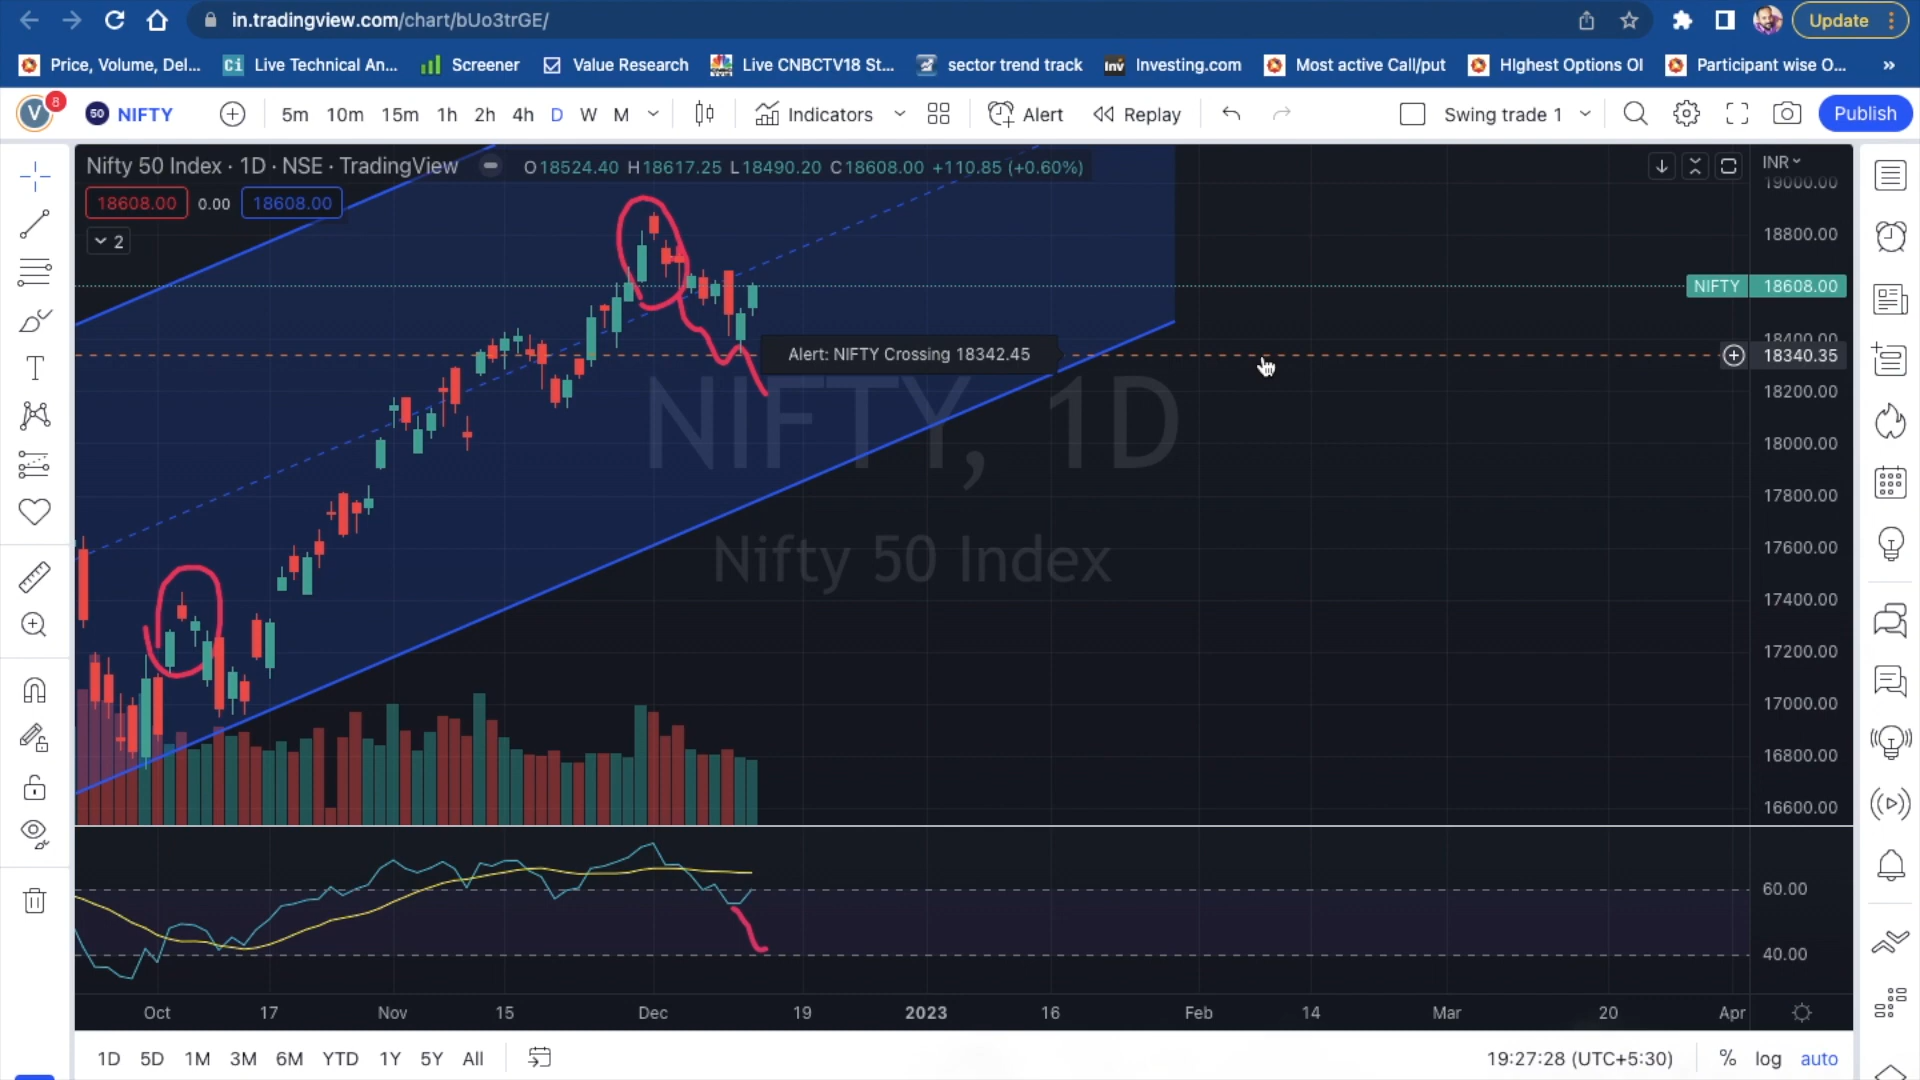 in.tradingview.com/chart/bUo3trGE/
Update
Price, Volume, Del...
Ci Live Technical An...
Screener
Value Research
Live CNBCTV18 St...
sector trend track
Inv Investing.com
Most active Call/put
HIghest Options OI
Participant wise O...
»
V 8
50 NIFTY
5m 10m 15m 1h 2h 4h D W M
Indicators
Alert
Replay
Swing trade 1
Publish
Nifty 50 Index · 1D · NSE · TradingView
O18524.40 H18617.25 L18490.20 C18608.00 +110.85 (+0.60%)
INR
18608.00 0.00 18608.00
2
19000.00
18800.00
NIFTY 18608.00
18400.00
Alert: NIFTY Crossing 18342.45
18340.35
18200.00
NIFTY, 1D
18000.00
17800.00
Nifty 50 Index
17600.00
17400.00
17200.00
17000.00
16800.00
16600.00
60.00
40.00
Oct 17 Nov 15 Dec 19 2023 16 Feb 14 Mar 20 Apr
1D 5D 1M 3M 6M YTD 1Y 5Y All
19:27:28 (UTC+5:30)
% log auto